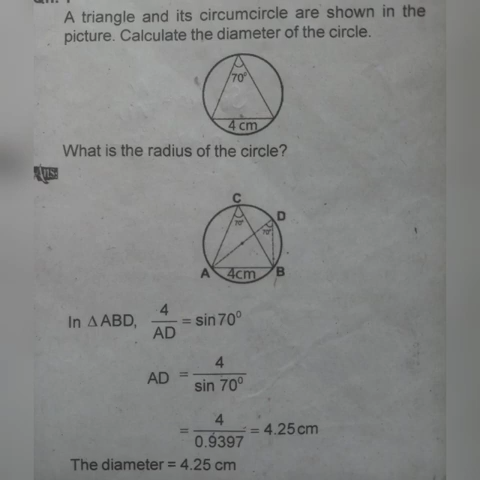 A triangle and its circumcircle are shown in the
picture. Calculate the diameter of the circle.
70°
4 cm
What is the radius of the circle?
Ans:
C
D
A
4cm
B
In △ABD, 4/AD = sin 70°
AD = 4/sin 70°
= 4/0.9397 = 4.25 cm
The diameter = 4.25 cm